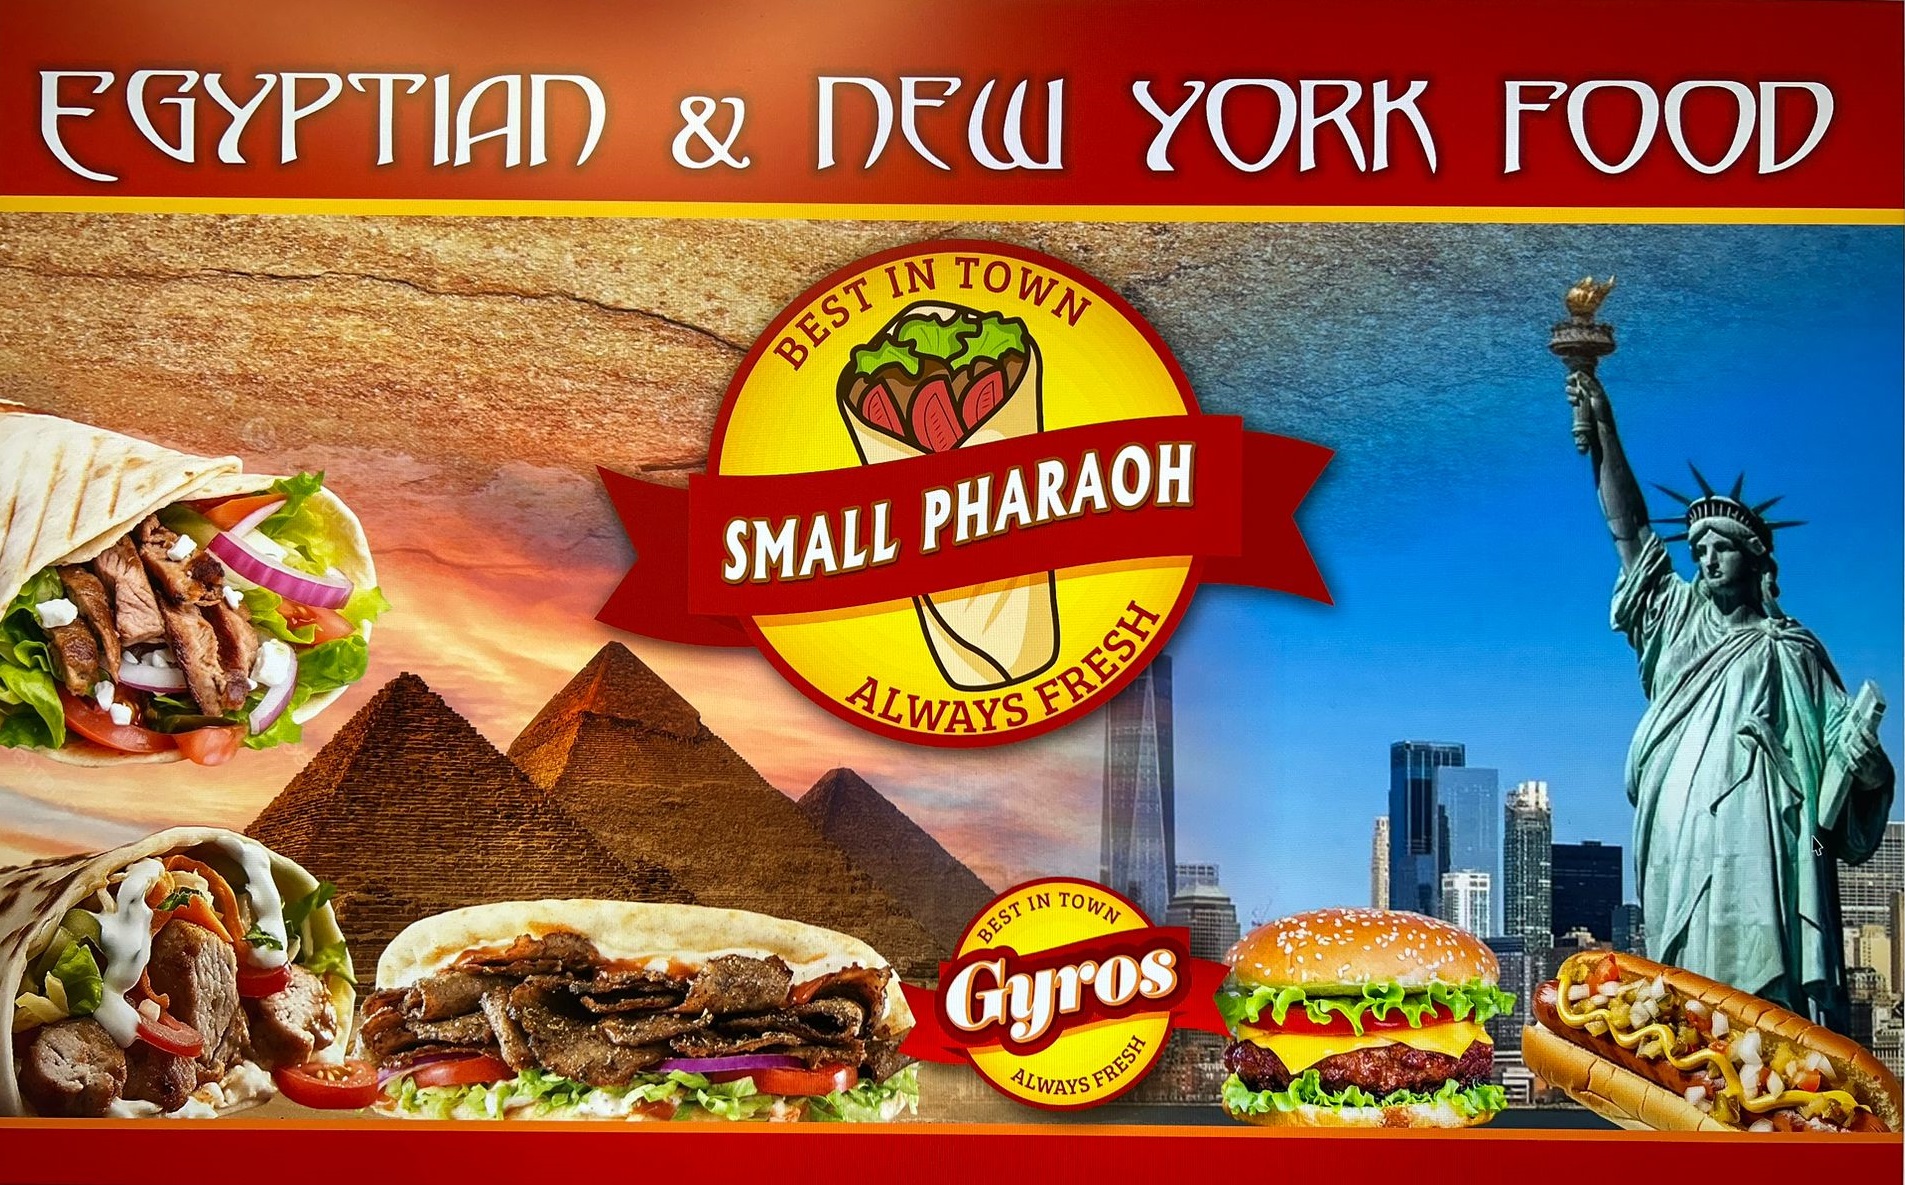 EGYPTIAN & NEW YORK FOOD
BEST IN TOWN
SMALL PHARAOH
ALWAYS FRESH
BEST IN TOWN
Gyros
ALWAYS FRESH